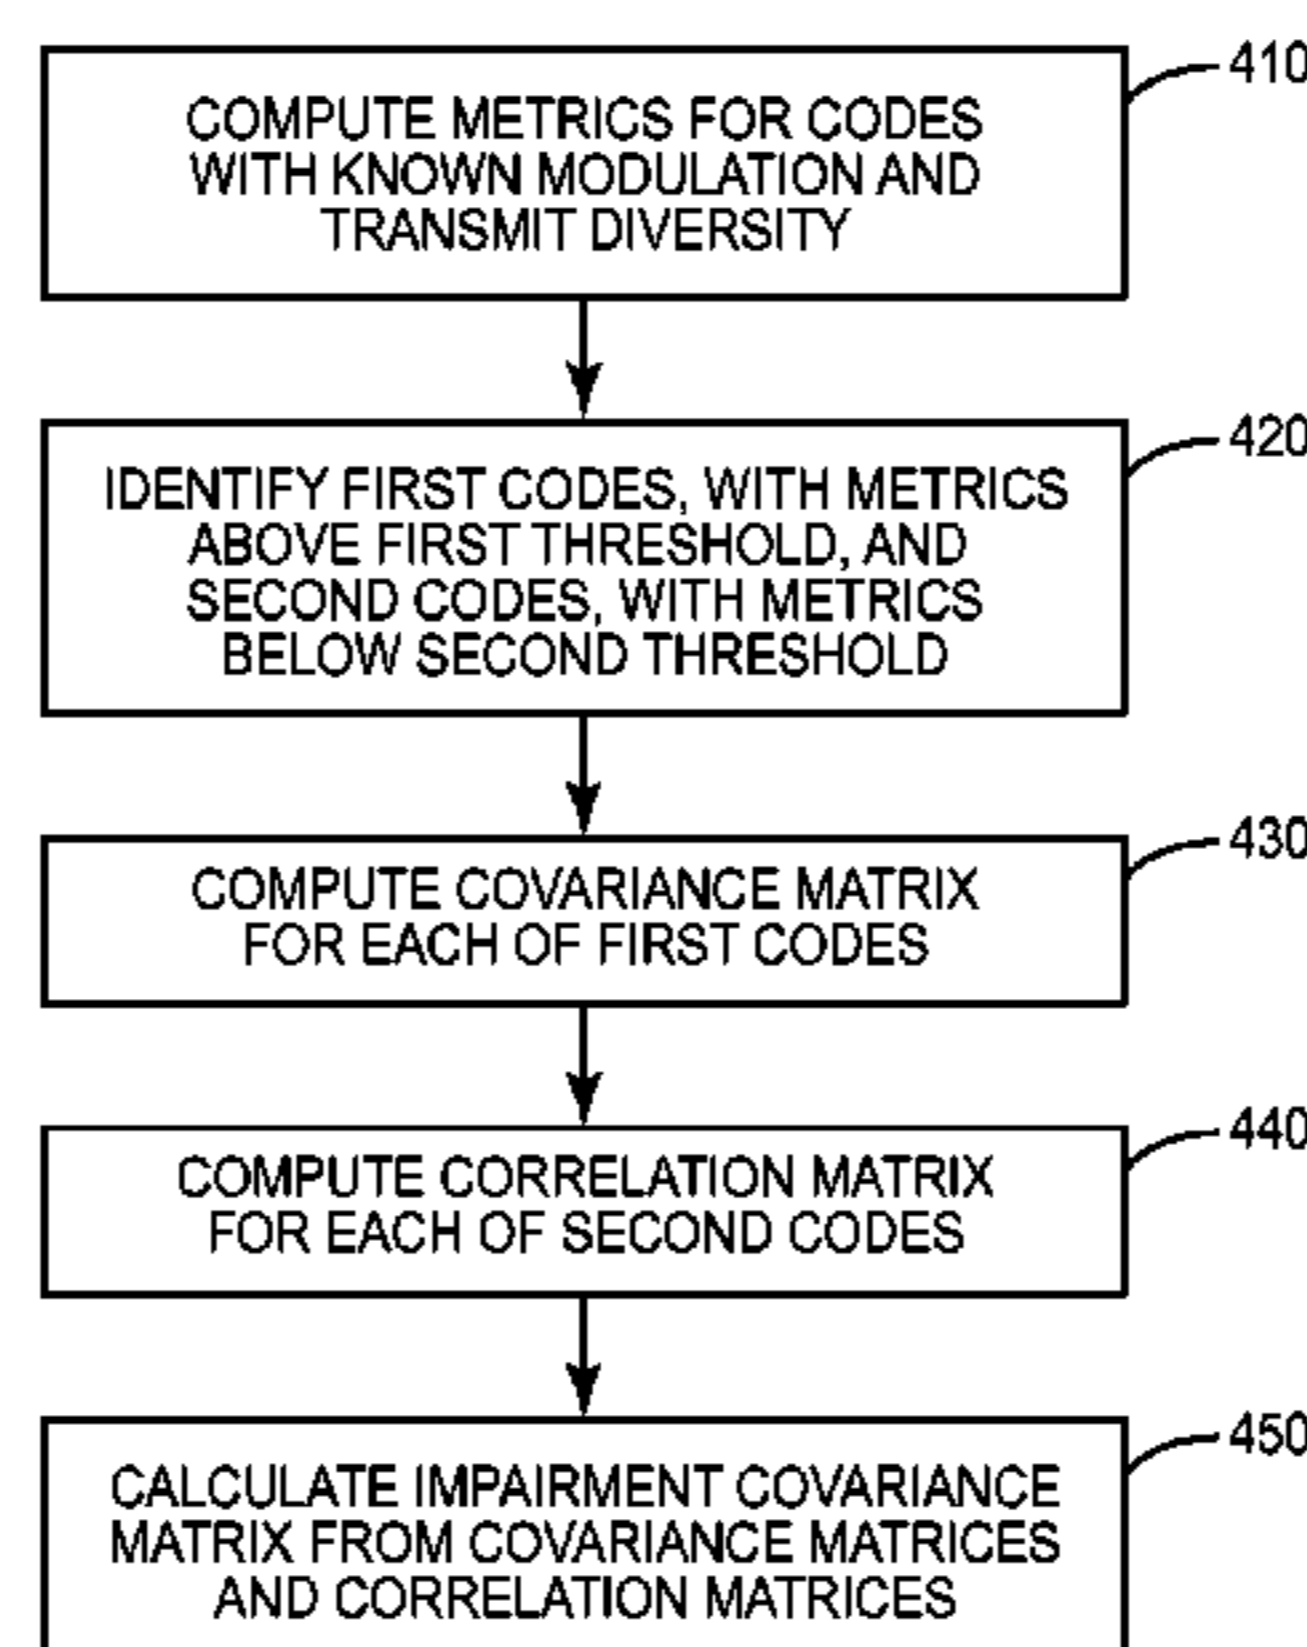 410
COMPUTE METRICS FOR CODES
WITH KNOWN MODULATION AND
TRANSMIT DIVERSITY
420
IDENTIFY FIRST CODES, WITH METRICS
ABOVE FIRST THRESHOLD, AND
SECOND CODES, WITH METRICS
BELOW SECOND THRESHOLD
430
COMPUTE COVARIANCE MATRIX
FOR EACH OF FIRST CODES
440
COMPUTE CORRELATION MATRIX
FOR EACH OF SECOND CODES
450
CALCULATE IMPAIRMENT COVARIANCE
MATRIX FROM COVARIANCE MATRICES
AND CORRELATION MATRICES